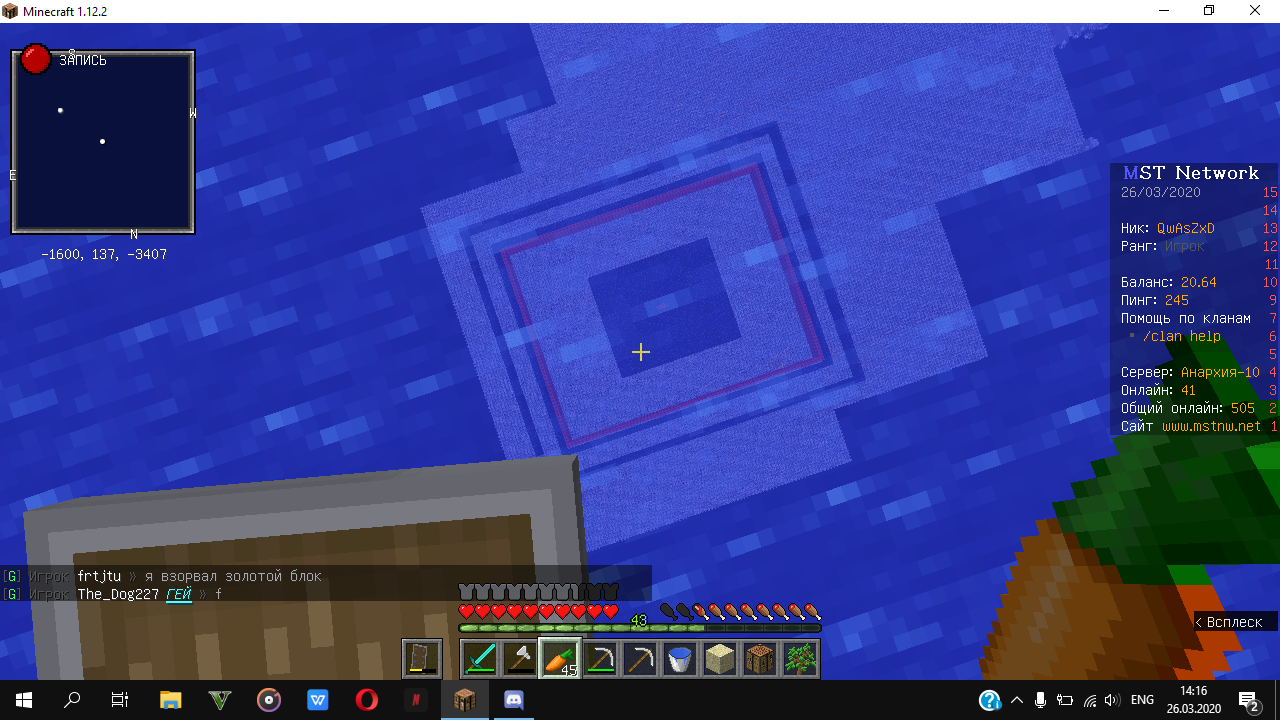 Minecraft 1.12.2
S
ЗАПИСЬ
W
E
N
-1600, 137, -3407
MST Network
26/03/2020 15
14
Ник: QwAsZxD 13
Ранг: Игрок 12
11
Баланс: 20.64 10
Пинг: 245 9
Помощь по кланам 7
/clan help 6
5
Сервер: Анархия-10 4
Онлайн: 41 3
Общий онлайн: 505 2
Сайт www.mstnw.net 1
[G] Игрок frtjtu » я взорвал золотой блок
[G] Игрок The_Dog227 ГЕЙ » f
43
< Всплеск
45
ENG
14:16
26.03.2020
2